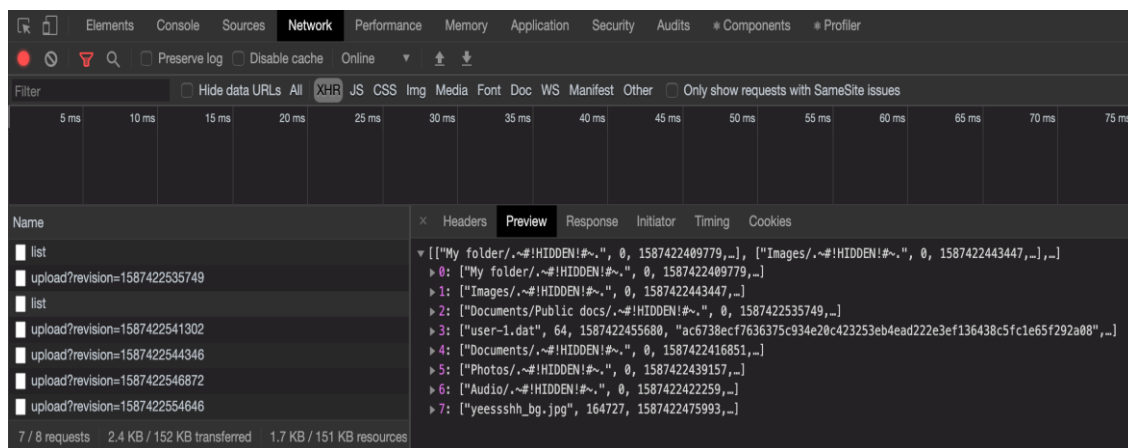 Elements Console Sources Network Performance Memory Application Security Audits Components Profiler
Preserve log Disable cache Online
Filter Hide data URLs All XHR JS CSS Img Media Font Doc WS Manifest Other Only show requests with SameSite issues
5 ms 10 ms 15 ms 20 ms 25 ms 30 ms 35 ms 40 ms 45 ms 50 ms 55 ms 60 ms 65 ms 70 ms 75 ms
Name × Headers Preview Response Initiator Timing Cookies
list
upload?revision=1587422535749
list
upload?revision=1587422541302
upload?revision=1587422544346
upload?revision=1587422546872
upload?revision=1587422554646
7 / 8 requests 2.4 KB / 152 KB transferred 1.7 KB / 151 KB resources
[["My folder/.~#!HIDDEN!#~.", 0, 1587422409779,…], ["Images/.~#!HIDDEN!#~.", 0, 1587422443447,…],…]
0: ["My folder/.~#!HIDDEN!#~.", 0, 1587422409779,…]
1: ["Images/.~#!HIDDEN!#~.", 0, 1587422443447,…]
2: ["Documents/Public docs/.~#!HIDDEN!#~.", 0, 1587422535749,…]
3: ["user-1.dat", 64, 1587422455680, "ac6738ecf7636375c934e20c423253eb4ead222e3ef136438c5fc1e65f292a08",…]
4: ["Documents/.~#!HIDDEN!#~.", 0, 1587422416851,…]
5: ["Photos/.~#!HIDDEN!#~.", 0, 1587422439157,…]
6: ["Audio/.~#!HIDDEN!#~.", 0, 1587422422259,…]
7: ["yeessshh_bg.jpg", 164727, 1587422475993,…]